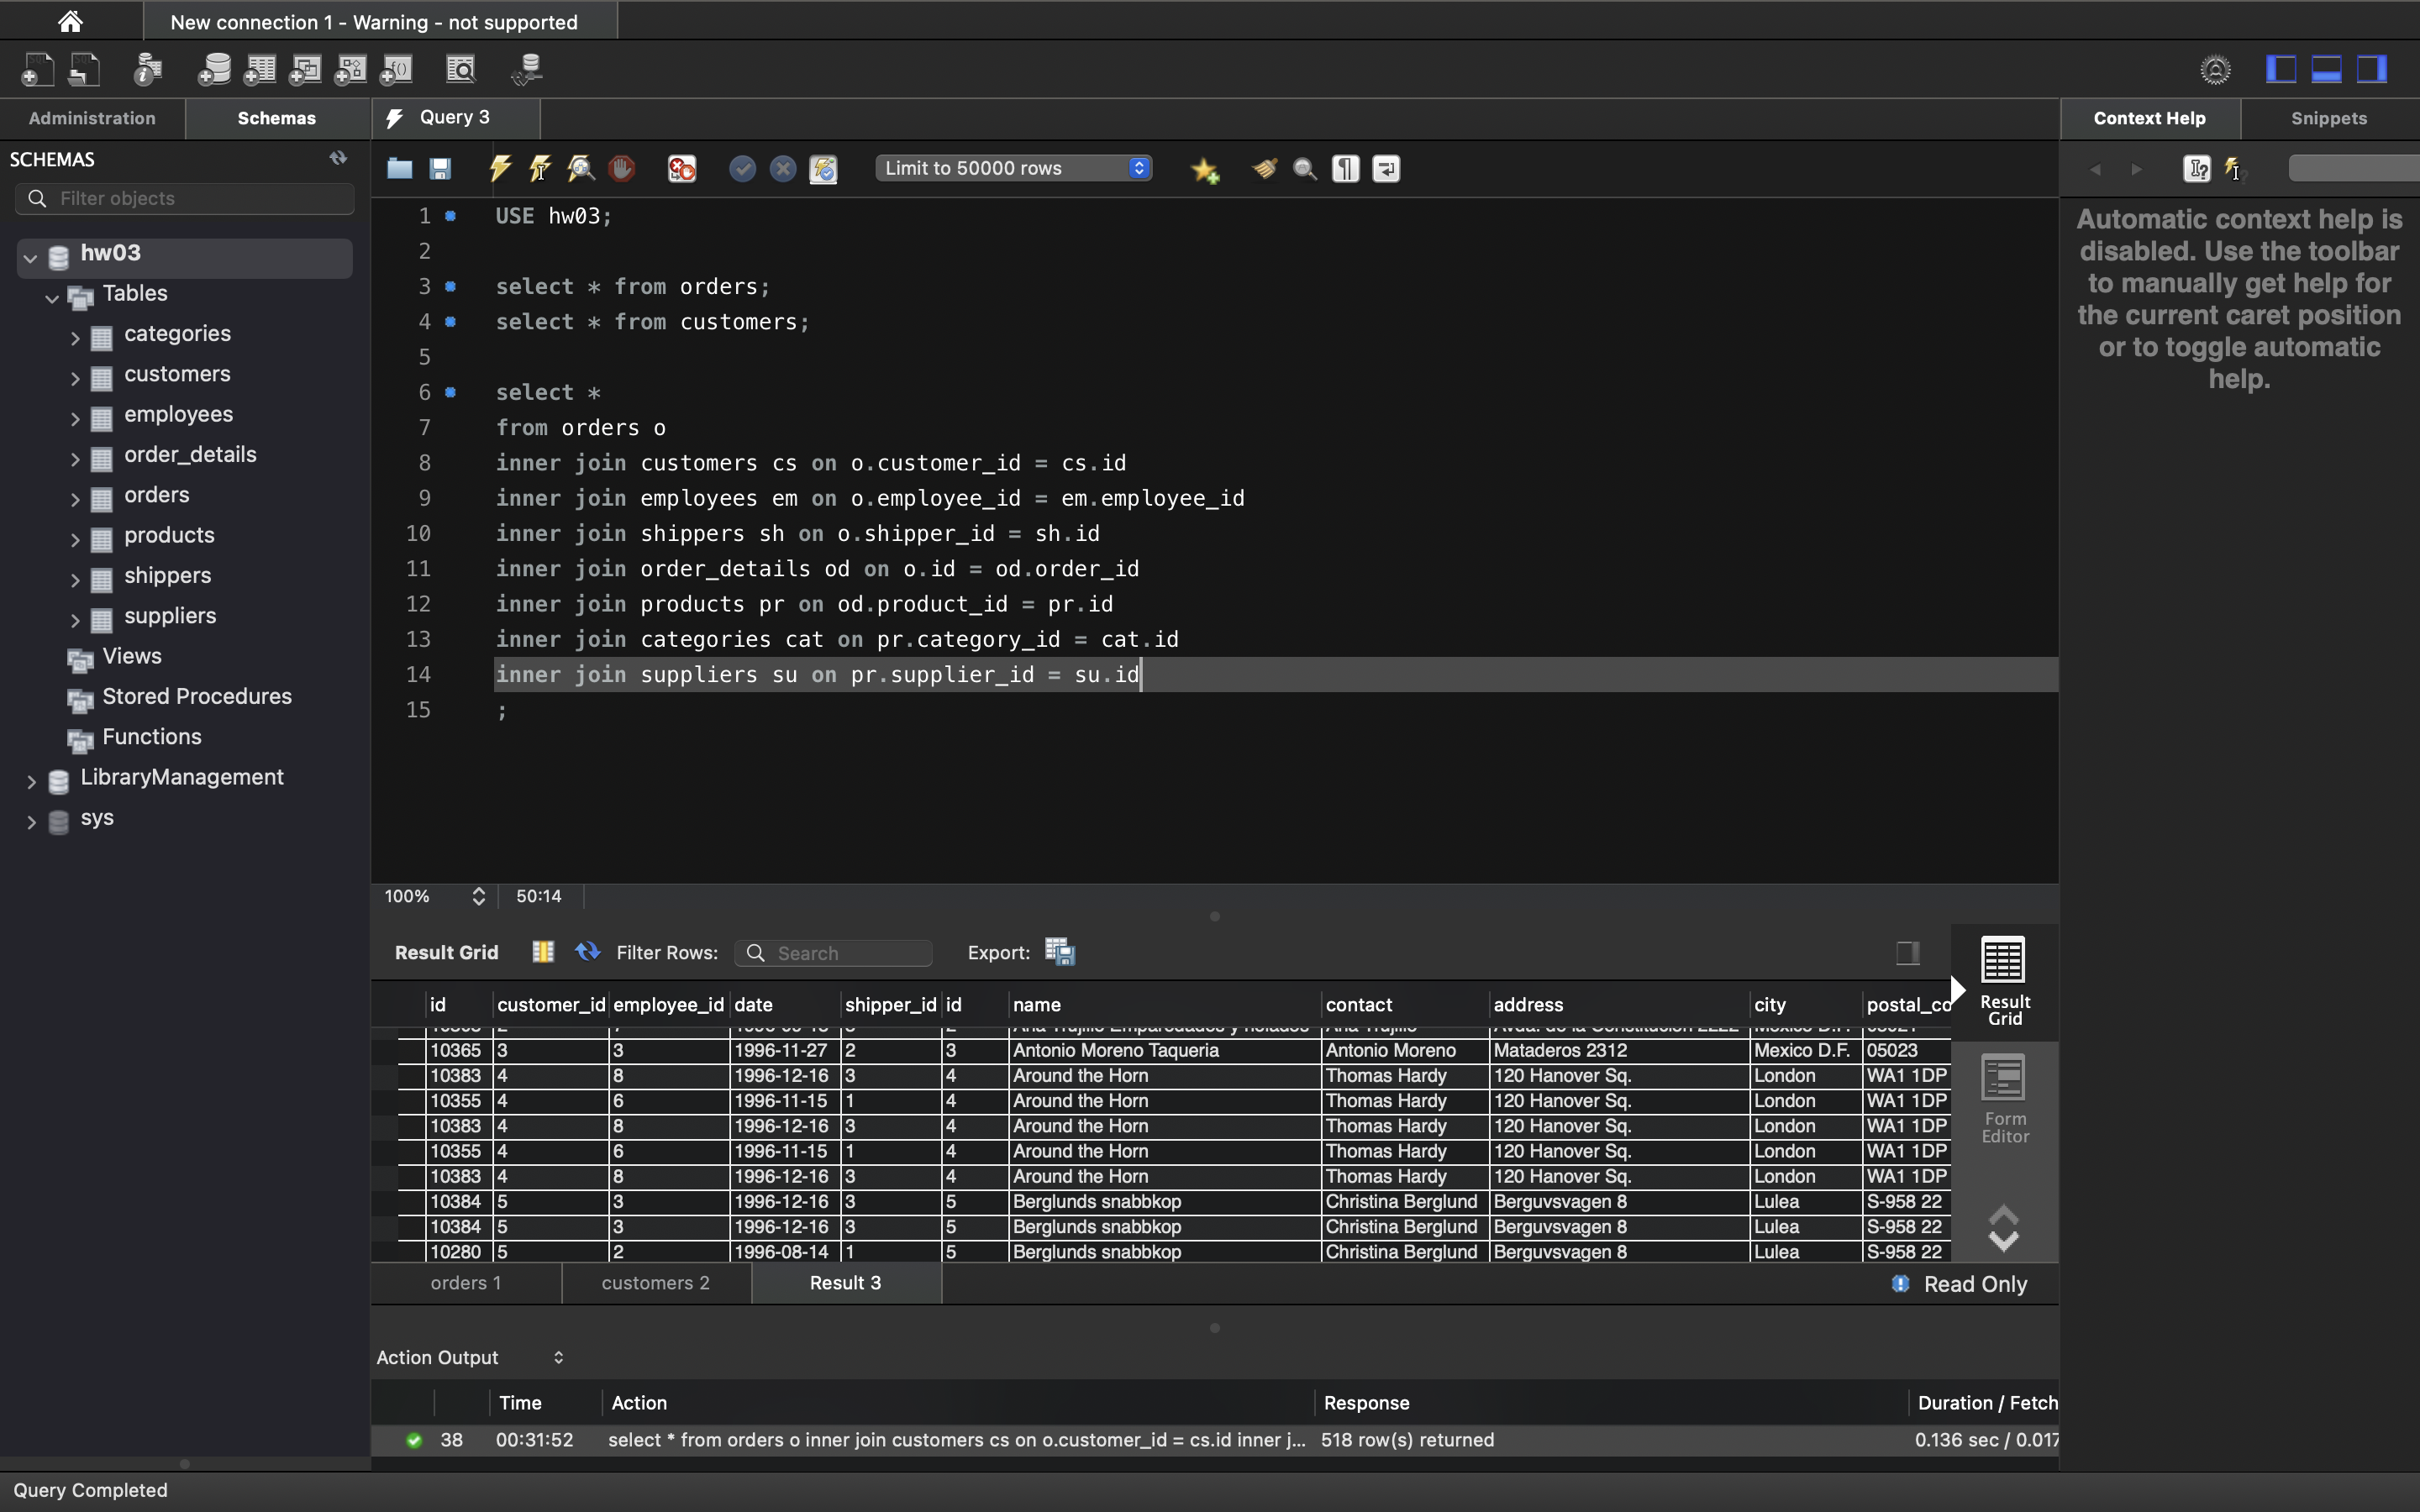 New connection 1 - Warning - not supported
Administration
Schemas
Query 3
Context Help
Snippets
SCHEMAS
Filter objects
Limit to 50000 rows
hw03
Tables
categories
customers
employees
order_details
orders
products
shippers
suppliers
Views
Stored Procedures
Functions
LibraryManagement
sys
1 USE hw03;
2
3 select * from orders;
4 select * from customers;
5
6 select *
7 from orders o
8 inner join customers cs on o.customer_id = cs.id
9 inner join employees em on o.employee_id = em.employee_id
10 inner join shippers sh on o.shipper_id = sh.id
11 inner join order_details od on o.id = od.order_id
12 inner join products pr on od.product_id = pr.id
13 inner join categories cat on pr.category_id = cat.id
14 inner join suppliers su on pr.supplier_id = su.id
15 ;
Automatic context help is
disabled. Use the toolbar
to manually get help for
the current caret position
or to toggle automatic
help.
100% 50:14
Result Grid Filter Rows: Search Export:
id customer_id employee_id date shipper_id id name contact address city postal_co
10365 3 3 1996-11-27 2 3 Antonio Moreno Taqueria Antonio Moreno Mataderos 2312 Mexico D.F. 05023
10383 4 8 1996-12-16 3 4 Around the Horn Thomas Hardy 120 Hanover Sq. London WA1 1DP
10355 4 6 1996-11-15 1 4 Around the Horn Thomas Hardy 120 Hanover Sq. London WA1 1DP
10383 4 8 1996-12-16 3 4 Around the Horn Thomas Hardy 120 Hanover Sq. London WA1 1DP
10355 4 6 1996-11-15 1 4 Around the Horn Thomas Hardy 120 Hanover Sq. London WA1 1DP
10383 4 8 1996-12-16 3 4 Around the Horn Thomas Hardy 120 Hanover Sq. London WA1 1DP
10384 5 3 1996-12-16 3 5 Berglunds snabbkop Christina Berglund Berguvsvagen 8 Lulea S-958 22
10384 5 3 1996-12-16 3 5 Berglunds snabbkop Christina Berglund Berguvsvagen 8 Lulea S-958 22
10280 5 2 1996-08-14 1 5 Berglunds snabbkop Christina Berglund Berguvsvagen 8 Lulea S-958 22
Result
Grid
Form
Editor
orders 1 customers 2 Result 3 Read Only
Action Output
Time Action Response Duration / Fetch
38 00:31:52 select * from orders o inner join customers cs on o.customer_id = cs.id inner j... 518 row(s) returned 0.136 sec / 0.017
Query Completed